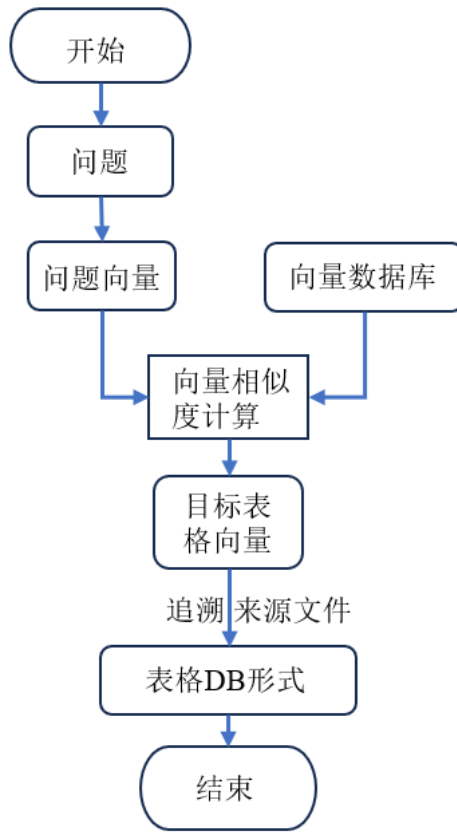 开始
问题
问题向量
向量数据库
向量相似
度计算
目标表
格向量
追溯 来源文件
表格DB形式
结束